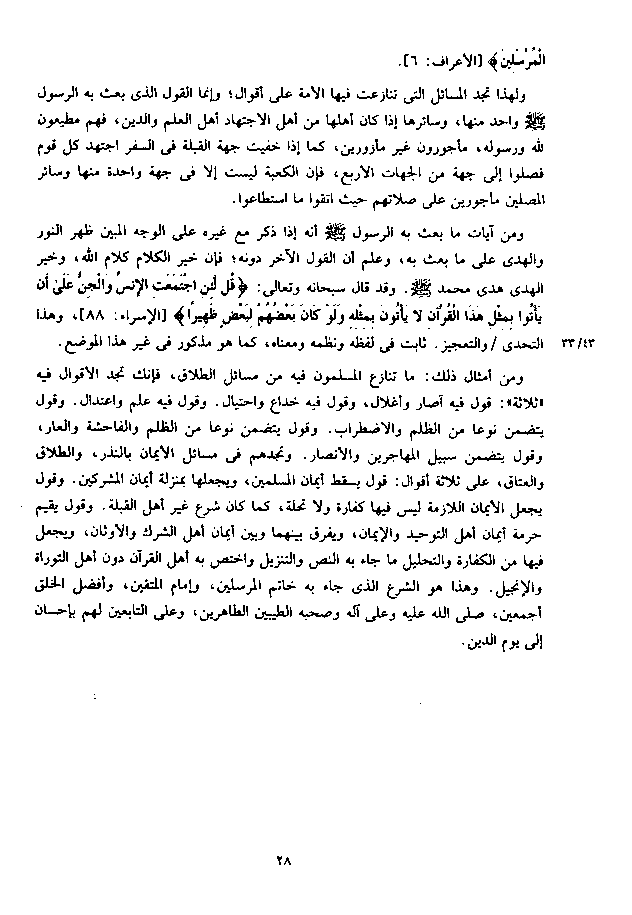 الْمُرْسَلِينَ﴾ [الأعراف: ٦].
ولهذا تجد المسائل التى تنازعت فيها الأمة على أقوال؛ وإنما القول الذى بعث به الرسول
ﷺ واحد منها، وسائرها إذا كان أهلها من أهل الاجتهاد أهل العلم والدين، فهم مطيعون
لله ورسوله، مأجورون غير مأزورين، كما إذا خفيت جهة القبلة فى السفر اجتهد كل قوم
فصلوا إلى جهة من الجهات الأربع، فإن الكعبة ليست إلا فى جهة واحدة منها وسائر
المصلين مأجورين على صلاتهم حيث اتقوا ما استطاعوا.
ومن آيات ما بعث به الرسول ﷺ أنه إذا ذكر مع غيره على الوجه المبين ظهر النور
والهدى على ما بعث به، وعلم أن القول الآخر دونه؛ فإن خير الكلام كلام الله، وخير
الهدى هدى محمد ﷺ. وقد قال سبحانه وتعالى: ﴿قُل لَّئِنِ اجْتَمَعَتِ الإِنسُ وَالْجِنُّ عَلَىٰ أَن
يَأْتُوا بِمِثْلِ هَذَا الْقُرْآنِ لا يَأْتُونَ بِمِثْلِهِ وَلَوْ كَانَ بَعْضُهُمْ لِبَعْضٍ ظَهِيرًا﴾ [الإسراء: ٨٨]، وهذا
٣٣/٤٣ التحدى /والتعجيز. ثابت فى لفظه ونظمه ومعناه، كما هو مذكور فى غير هذا الموضع.
ومن أمثال ذلك: ما تنازع المسلمون فيه من مسائل الطلاق، فإنك تجد الأقوال فيه
«ثلاثة»: قول فيه آصار وأغلال، وقول فيه خداع واحتيال. وقول فيه علم واعتدال. وقول
يتضمن نوعا من الظلم والاضطراب. وقول يتضمن نوعا من الظلم والفاحشة والعار،
وقول يتضمن سبيل المهاجرين والأنصار. وتجدهم فى مسائل الأيمان بالنذر، والطلاق
والعتاق، على ثلاثة أقوال: قول يسقط أيمان المسلمين، ويجعلها بمنزلة أيمان المشركين. وقول
يجعل الأيمان اللازمة ليس فيها كفارة ولا تحلة، كما كان شرع غير أهل القبلة. وقول يقيم
حرمة أيمان أهل التوحيد والإيمان، ويفرق بينهما وبين أيمان أهل الشرك والأوثان، ويجعل
فيها من الكفارة والتحليل ما جاء به النص والتنزيل واختص به أهل القرآن دون أهل التوراة
والإنجيل. وهذا هو الشرع الذى جاء به خاتم المرسلين، وإمام المتقين، وأفضل الخلق
أجمعين، صلى الله عليه وعلى آله وصحبه الطيبين الطاهرين، وعلى التابعين لهم بإحسان
إلى يوم الدين.
٢٨